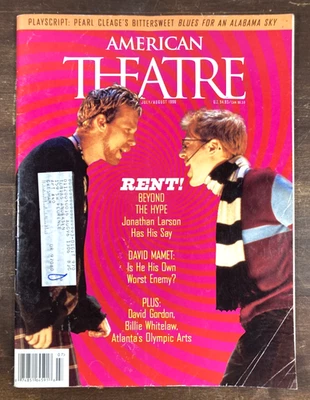 PLAYSCRIPT: PEARL CLEAGE'S BITTERSWEET BLUES FOR AN ALABAMA SKY
AMERICAN
THEATRE
JULY/AUGUST 1996
RENT!
BEYOND
THE HYPE
Jonathan Larson
Has His Say
DAVID MAMET:
Is He His Own
Worst Enemy?
PLUS:
David Gordon,
Billie Whitelaw,
Atlanta's Olympic Arts